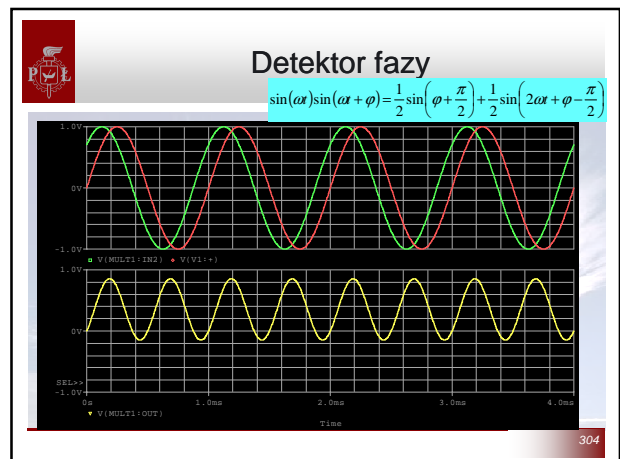 P Ł
Detektor fazy
sin(ωt)sin(ωt + φ) = 1/2 sin(φ + π/2) + 1/2 sin(2ωt + φ − π/2)
1.0V
0V
-1.0V
V(MULT1:IN2) V(V1:+)
1.0V
0V
SEL>>
-1.0V
0s 1.0ms 2.0ms 3.0ms 4.0ms
V(MULT1:OUT)
Time
304